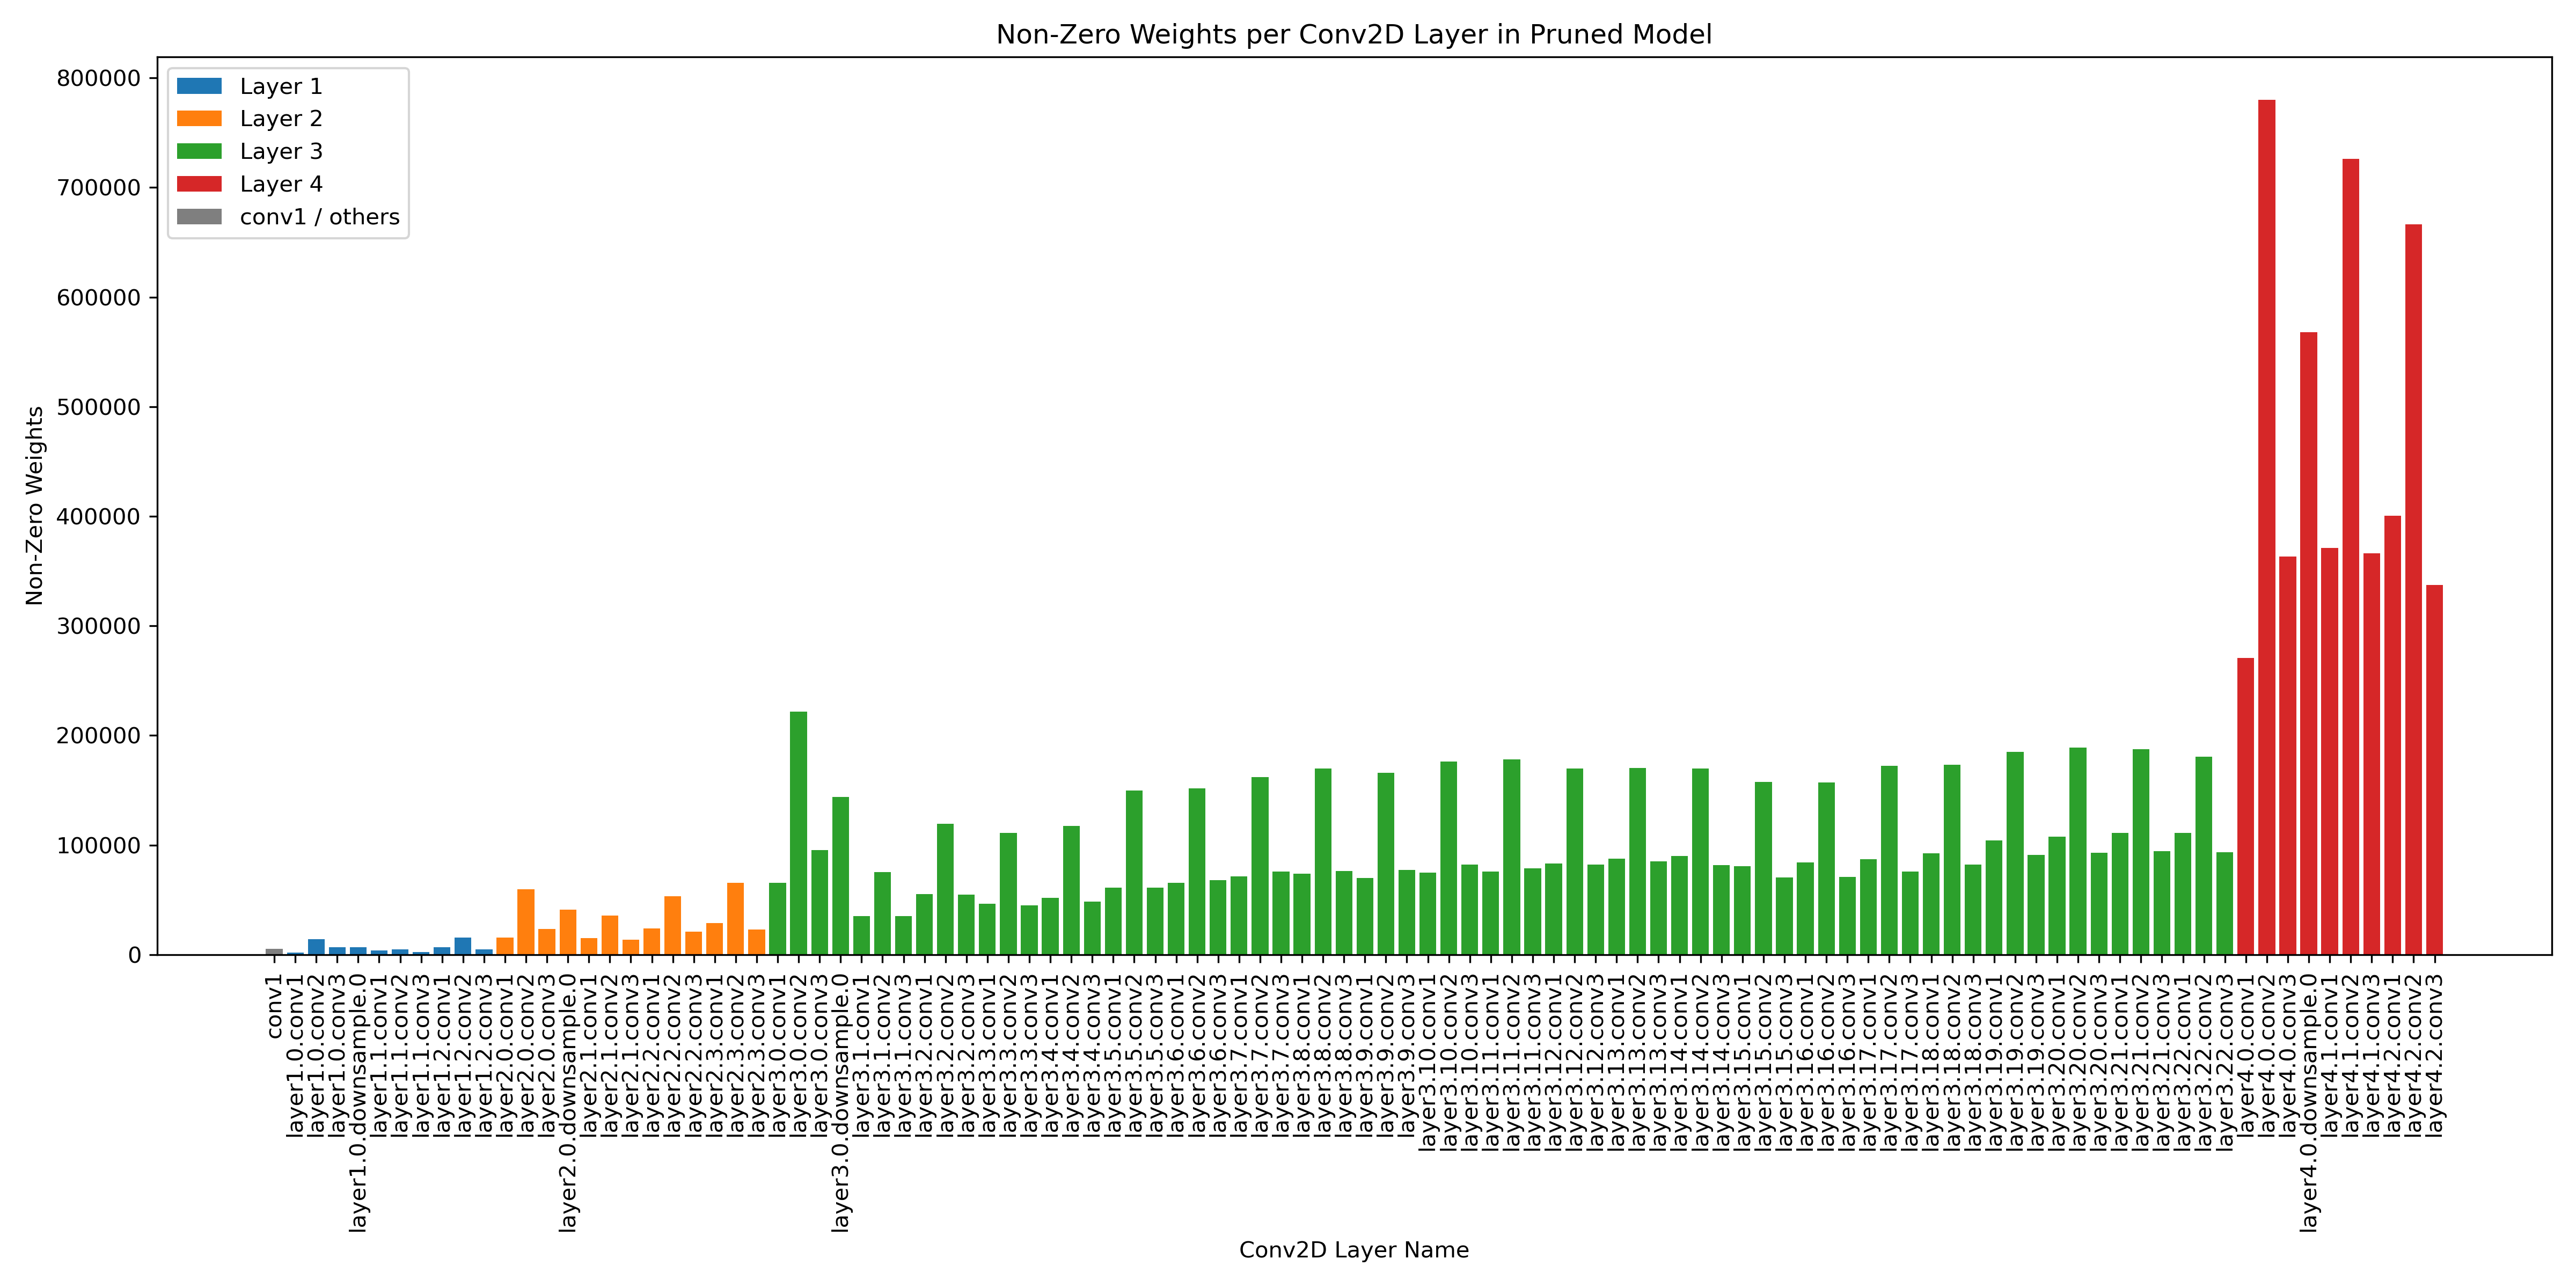 Non-Zero Weights per Conv2D Layer in Pruned Model
Layer 1
Layer 2
Layer 3
Layer 4
conv1 / others
Non-Zero Weights
800000
700000
600000
500000
400000
300000
200000
100000
0
conv1
layer1.0.conv1
layer1.0.conv2
layer1.0.conv3
layer1.0.downsample.0
layer1.1.conv1
layer1.1.conv2
layer1.1.conv3
layer1.2.conv1
layer1.2.conv2
layer1.2.conv3
layer2.0.conv1
layer2.0.conv2
layer2.0.conv3
layer2.0.downsample.0
layer2.1.conv1
layer2.1.conv2
layer2.1.conv3
layer2.2.conv1
layer2.2.conv2
layer2.2.conv3
layer2.3.conv1
layer2.3.conv2
layer2.3.conv3
layer3.0.conv1
layer3.0.conv2
layer3.0.conv3
layer3.0.downsample.0
layer3.1.conv1
layer3.1.conv2
layer3.1.conv3
layer3.2.conv1
layer3.2.conv2
layer3.2.conv3
layer3.3.conv1
layer3.3.conv2
layer3.3.conv3
layer3.4.conv1
layer3.4.conv2
layer3.4.conv3
layer3.5.conv1
layer3.5.conv2
layer3.5.conv3
layer3.6.conv1
layer3.6.conv2
layer3.6.conv3
layer3.7.conv1
layer3.7.conv2
layer3.7.conv3
layer3.8.conv1
layer3.8.conv2
layer3.8.conv3
layer3.9.conv1
layer3.9.conv2
layer3.9.conv3
layer3.10.conv1
layer3.10.conv2
layer3.10.conv3
layer3.11.conv1
layer3.11.conv2
layer3.11.conv3
layer3.12.conv1
layer3.12.conv2
layer3.12.conv3
layer3.13.conv1
layer3.13.conv2
layer3.13.conv3
layer3.14.conv1
layer3.14.conv2
layer3.14.conv3
layer3.15.conv1
layer3.15.conv2
layer3.15.conv3
layer3.16.conv1
layer3.16.conv2
layer3.16.conv3
layer3.17.conv1
layer3.17.conv2
layer3.17.conv3
layer3.18.conv1
layer3.18.conv2
layer3.18.conv3
layer3.19.conv1
layer3.19.conv2
layer3.19.conv3
layer3.20.conv1
layer3.20.conv2
layer3.20.conv3
layer3.21.conv1
layer3.21.conv2
layer3.21.conv3
layer3.22.conv1
layer3.22.conv2
layer3.22.conv3
layer4.0.conv1
layer4.0.conv2
layer4.0.conv3
layer4.0.downsample.0
layer4.1.conv1
layer4.1.conv2
layer4.1.conv3
layer4.2.conv1
layer4.2.conv2
layer4.2.conv3
Conv2D Layer Name